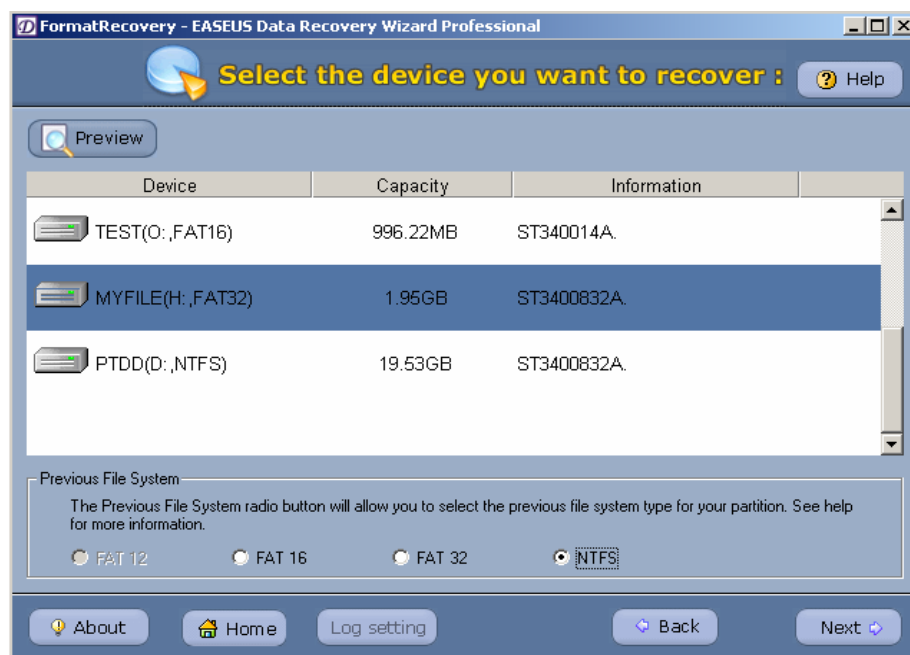 FormatRecovery - EASEUS Data Recovery Wizard Professional
Select the device you want to recover :
Help
Preview
Device Capacity Information
TEST(O: ,FAT16) 996.22MB ST340014A.
MYFILE(H: ,FAT32) 1.95GB ST3400832A.
PTDD(D: ,NTFS) 19.53GB ST3400832A.
Previous File System
The Previous File System radio button will allow you to select the previous file system type for your partition. See help
for more information.
FAT 12 FAT 16 FAT 32 NTFS
About Home Log setting Back Next